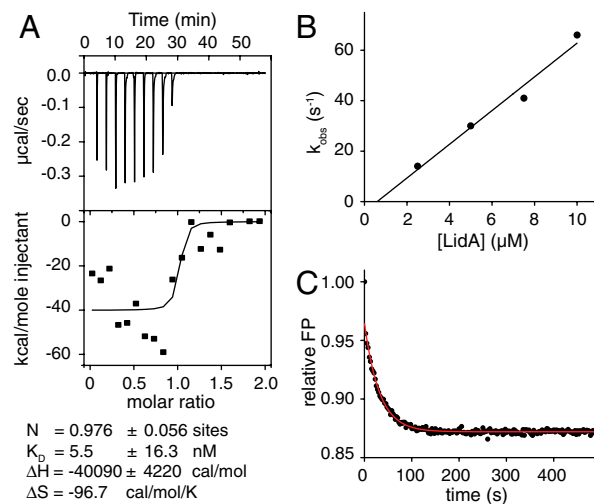 A
Time (min)
0 10 20 30 40 50
0.0
-0.1
-0.2
-0.3
µcal/sec
0
-20
-40
-60
kcal/mole injectant
0.0 0.5 1.0 1.5 2.0
molar ratio
N = 0.976 ± 0.056 sites
KD = 5.5 ± 16.3 nM
ΔH = -40090 ± 4220 cal/mol
ΔS = -96.7 cal/mol/K
B
60
40
20
0
kobs (s-1)
0 2 4 6 8 10
[LidA] (µM)
C
1.00
0.95
0.90
0.85
relative FP
0 100 200 300 400
time (s)